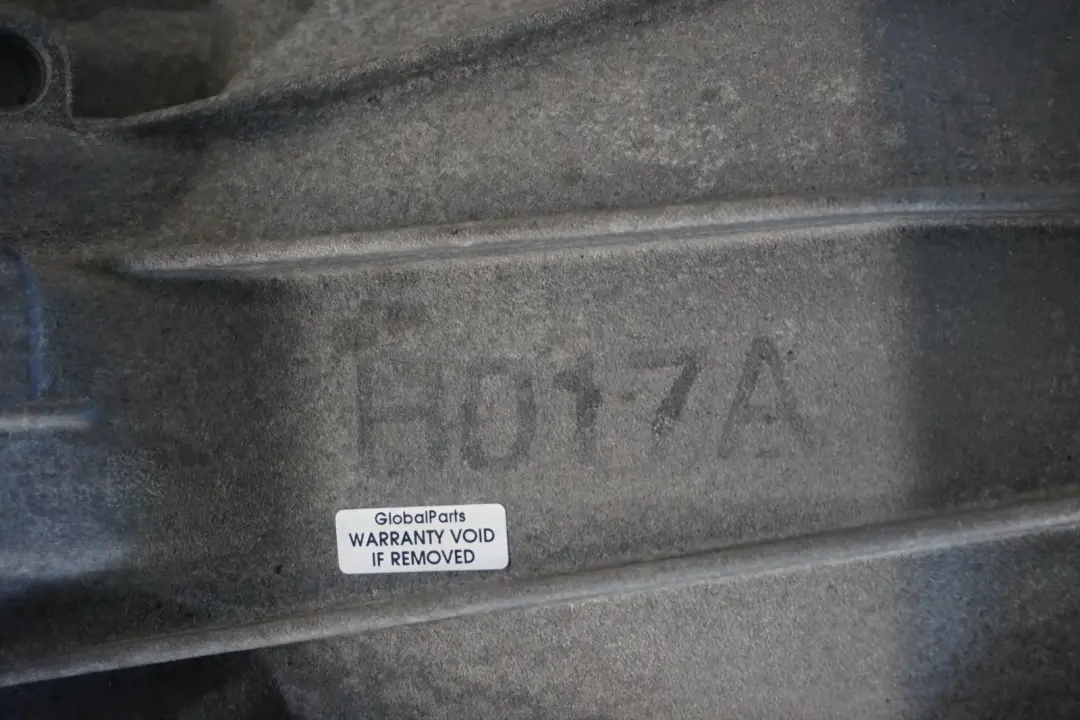 H017A
GlobalParts
WARRANTY VOID
IF REMOVED